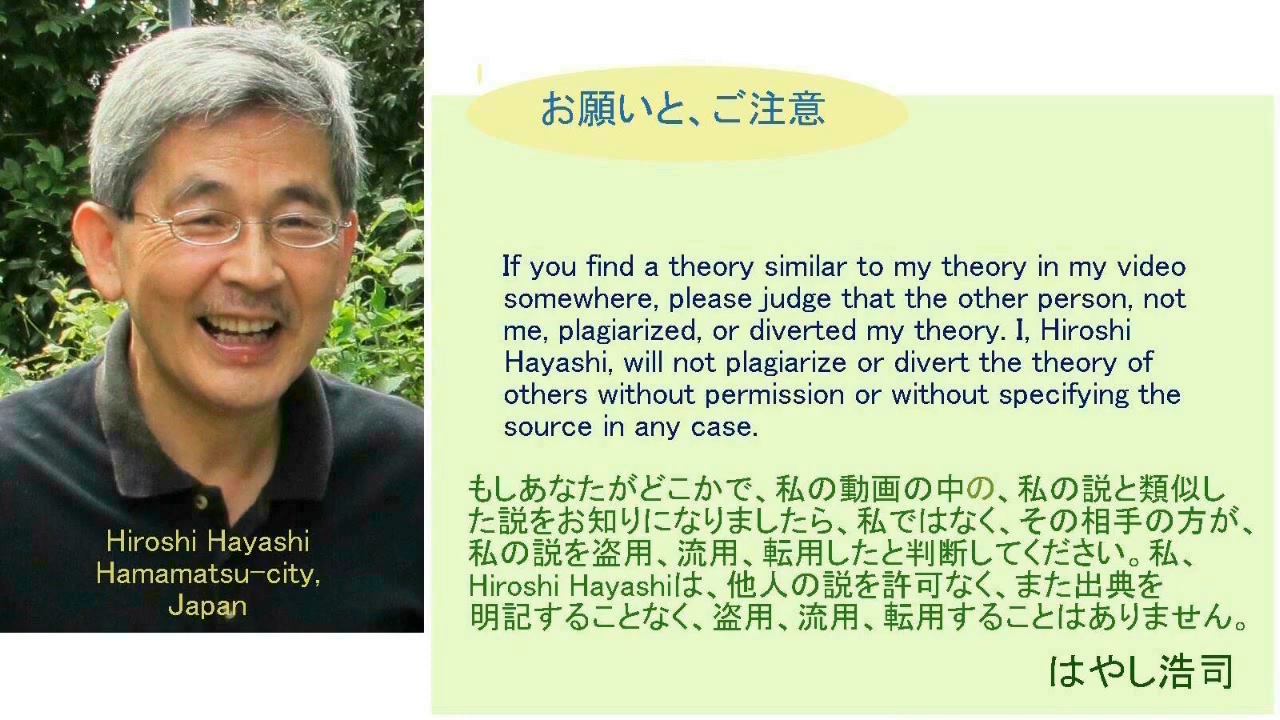 お願いと、ご注意
If you find a theory similar to my theory in my video
somewhere, please judge that the other person, not
me, plagiarized, or diverted my theory. I, Hiroshi
Hayashi, will not plagiarize or divert the theory of
others without permission or without specifying the
source in any case.
もしあなたがどこかで、私の動画の中の、私の説と類似し
た説をお知りになりましたら、私ではなく、その相手の方が、
私の説を盗用、流用、転用したと判断してください。私、
Hiroshi Hayashiは、他人の説を許可なく、また出典を
明記することなく、盗用、流用、転用することはありません。
はやし浩司
Hiroshi Hayashi
Hamamatsu-city,
Japan